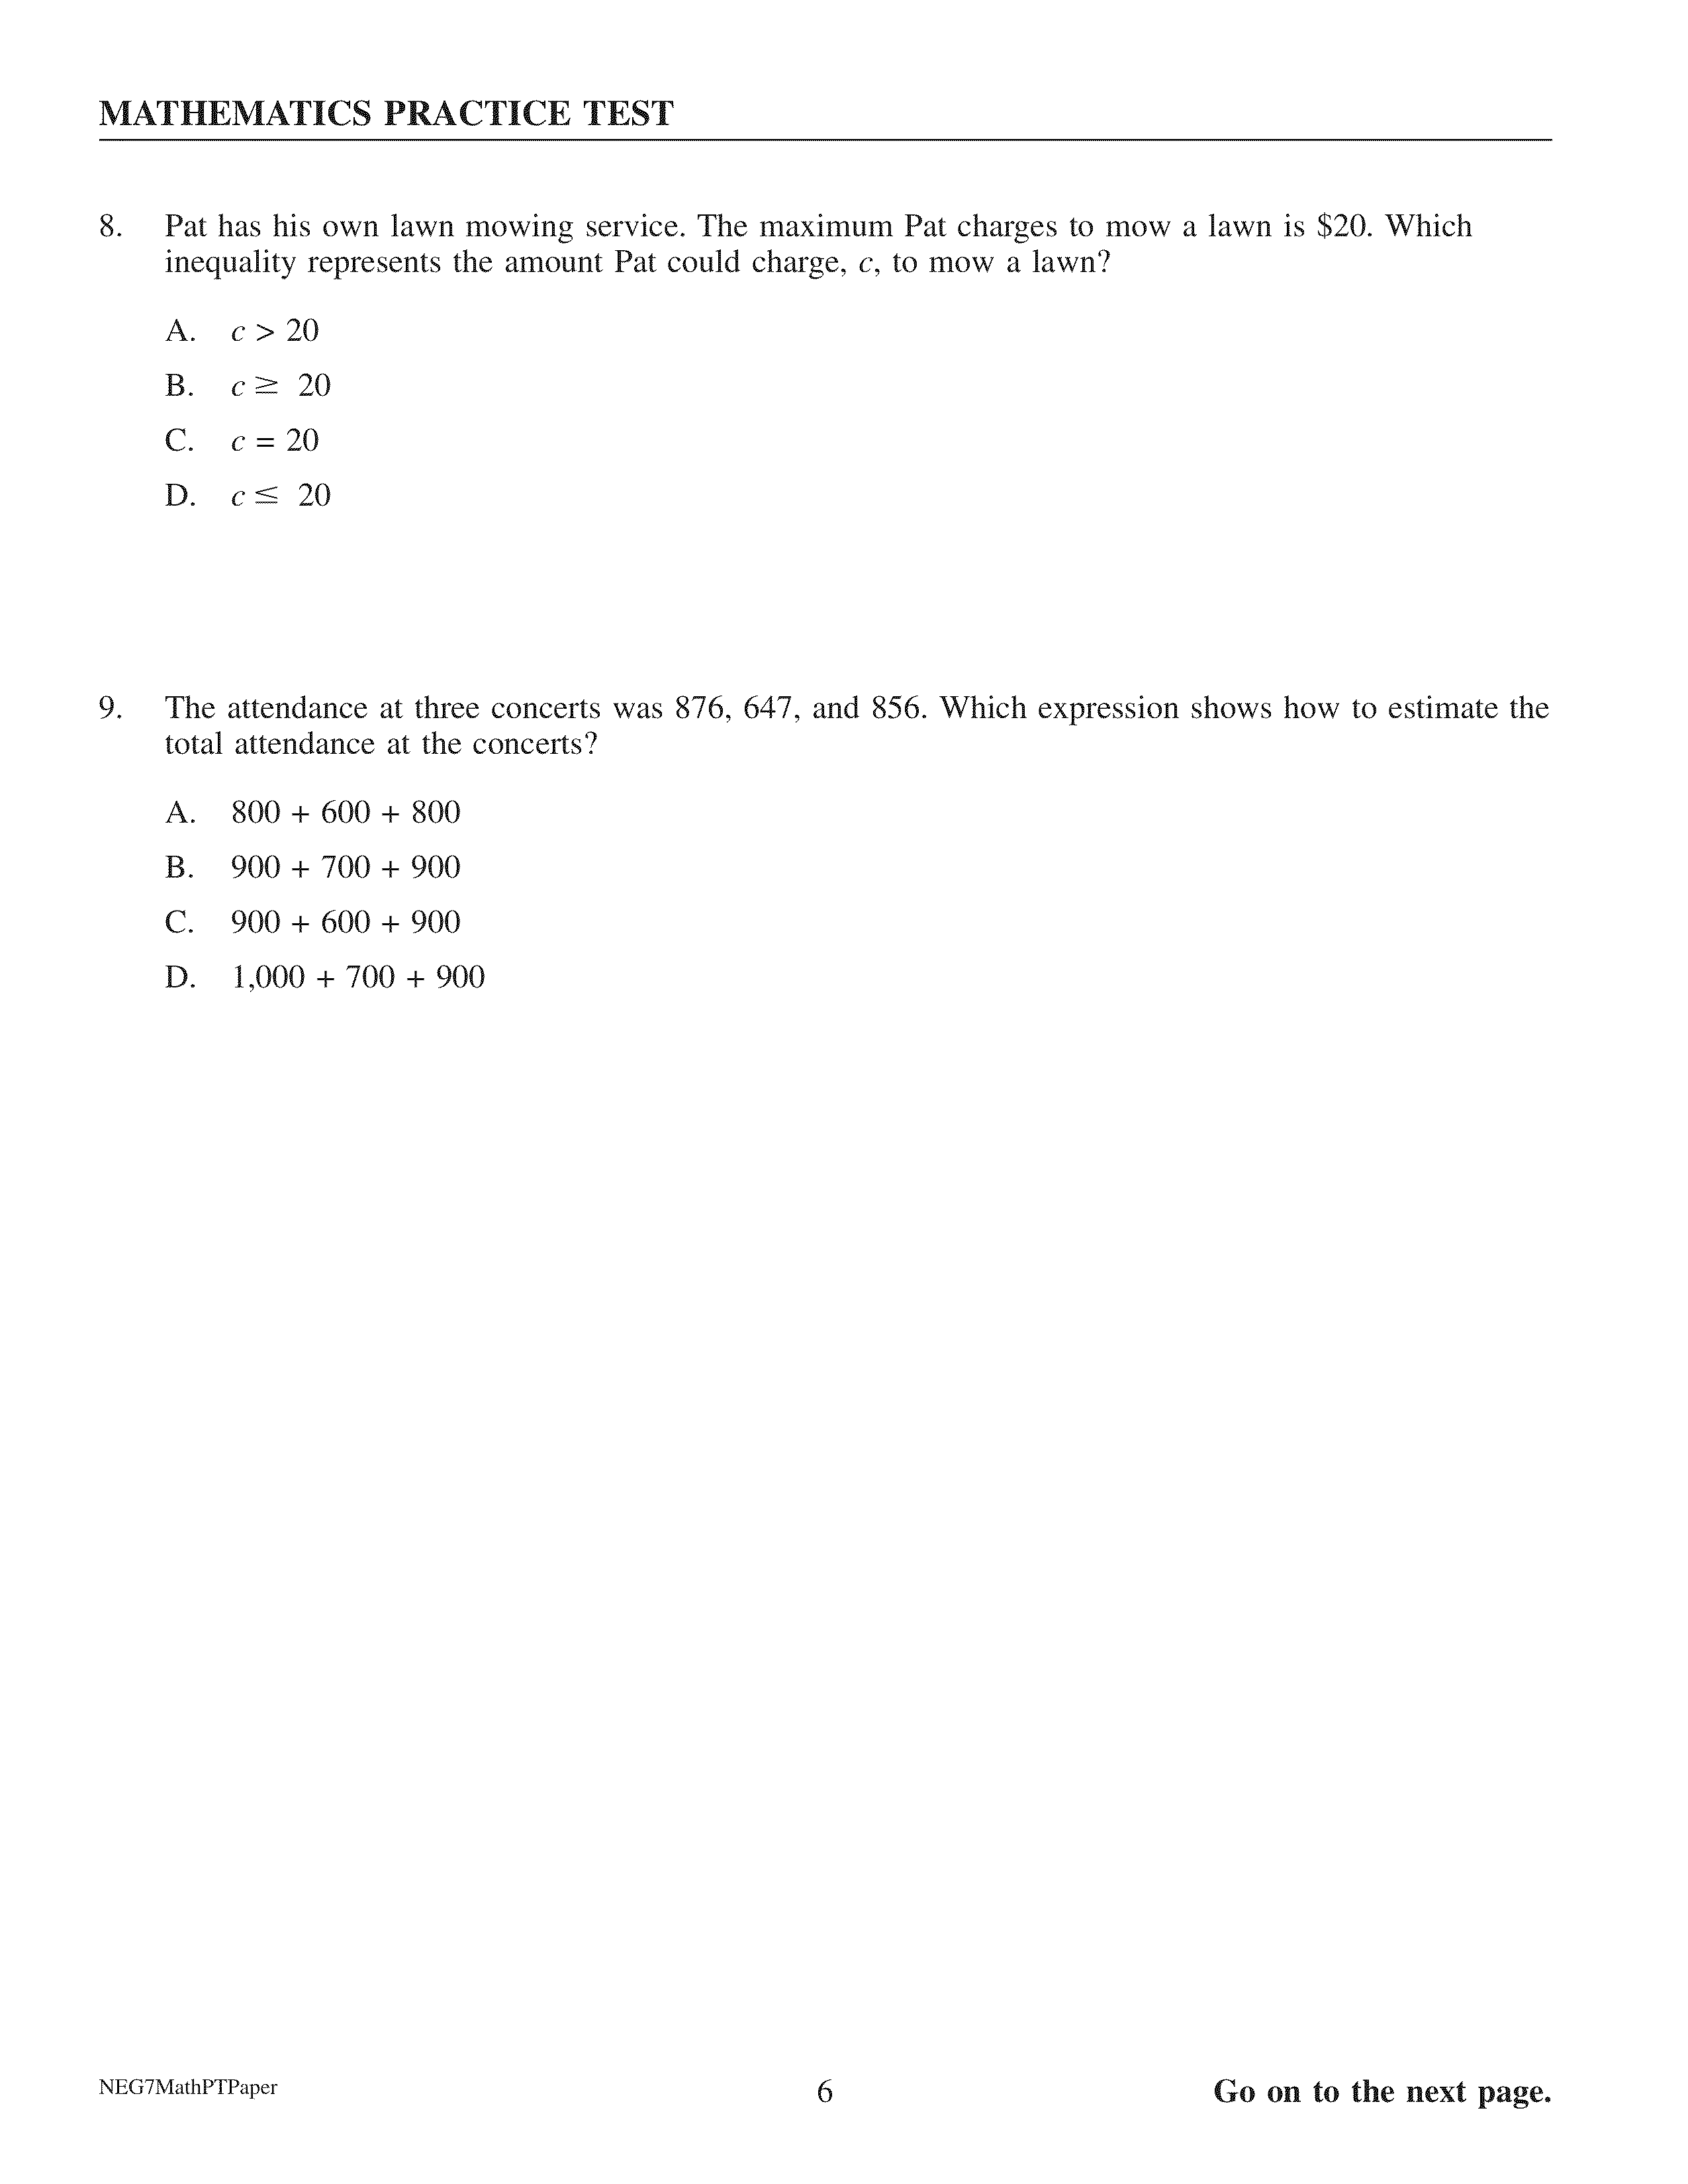 MATHEMATICS PRACTICE TEST
8. Pat has his own lawn mowing service. The maximum Pat charges to mow a lawn is $20. Which
inequality represents the amount Pat could charge, c, to mow a lawn?
A. c > 20
B. c ≥ 20
C. c = 20
D. c ≤ 20
9. The attendance at three concerts was 876, 647, and 856. Which expression shows how to estimate the
total attendance at the concerts?
A. 800 + 600 + 800
B. 900 + 700 + 900
C. 900 + 600 + 900
D. 1,000 + 700 + 900
NEG7MathPTPaper 6 Go on to the next page.